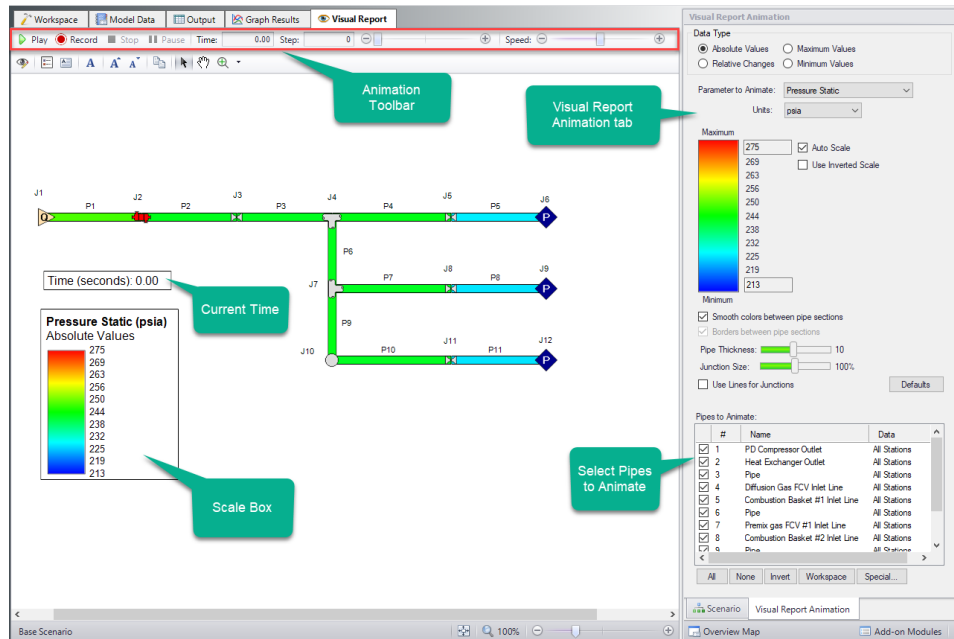 Workspace Model Data Output Graph Results Visual Report
Play Record Stop Pause Time: 0.00 Step: 0 Speed:
A A A
Animation
Toolbar
J1 P1 J2 P2 J3 P3 J4 P4 J5 P5 J6
Q P
P6
J7 P7 J8 P8 J9
P
P9
J10 P10 J11 P11 J12
P
Time (seconds): 0.00
Current Time
Pressure Static (psia)
Absolute Values
275
269
263
256
250
244
238
232
225
219
213
Scale Box
Base Scenario 100%
Visual Report Animation
Data Type
Absolute Values Maximum Values
Relative Changes Minimum Values
Parameter to Animate: Pressure Static
Units: psia
Visual Report
Animation tab
Maximum
275 Auto Scale
269 Use Inverted Scale
263
256
250
244
238
232
225
219
213
Minimum
Smooth colors between pipe sections
Borders between pipe sections
Pipe Thickness: 10
Junction Size: 100%
Use Lines for Junctions Defaults
Pipes to Animate:
# Name Data
1 PD Compressor Outlet All Stations
2 Heat Exchanger Outlet All Stations
3 Pipe All Stations
4 Diffusion Gas FCV Inlet Line All Stations
5 Combustion Basket #1 Inlet Line All Stations
6 Pipe All Stations
7 Premix gas FCV #1 Inlet Line All Stations
8 Combustion Basket #2 Inlet Line All Stations
9 Pipe All Stations
Select Pipes
to Animate
All None Invert Workspace Special...
Scenario Visual Report Animation
Overview Map Add-on Modules